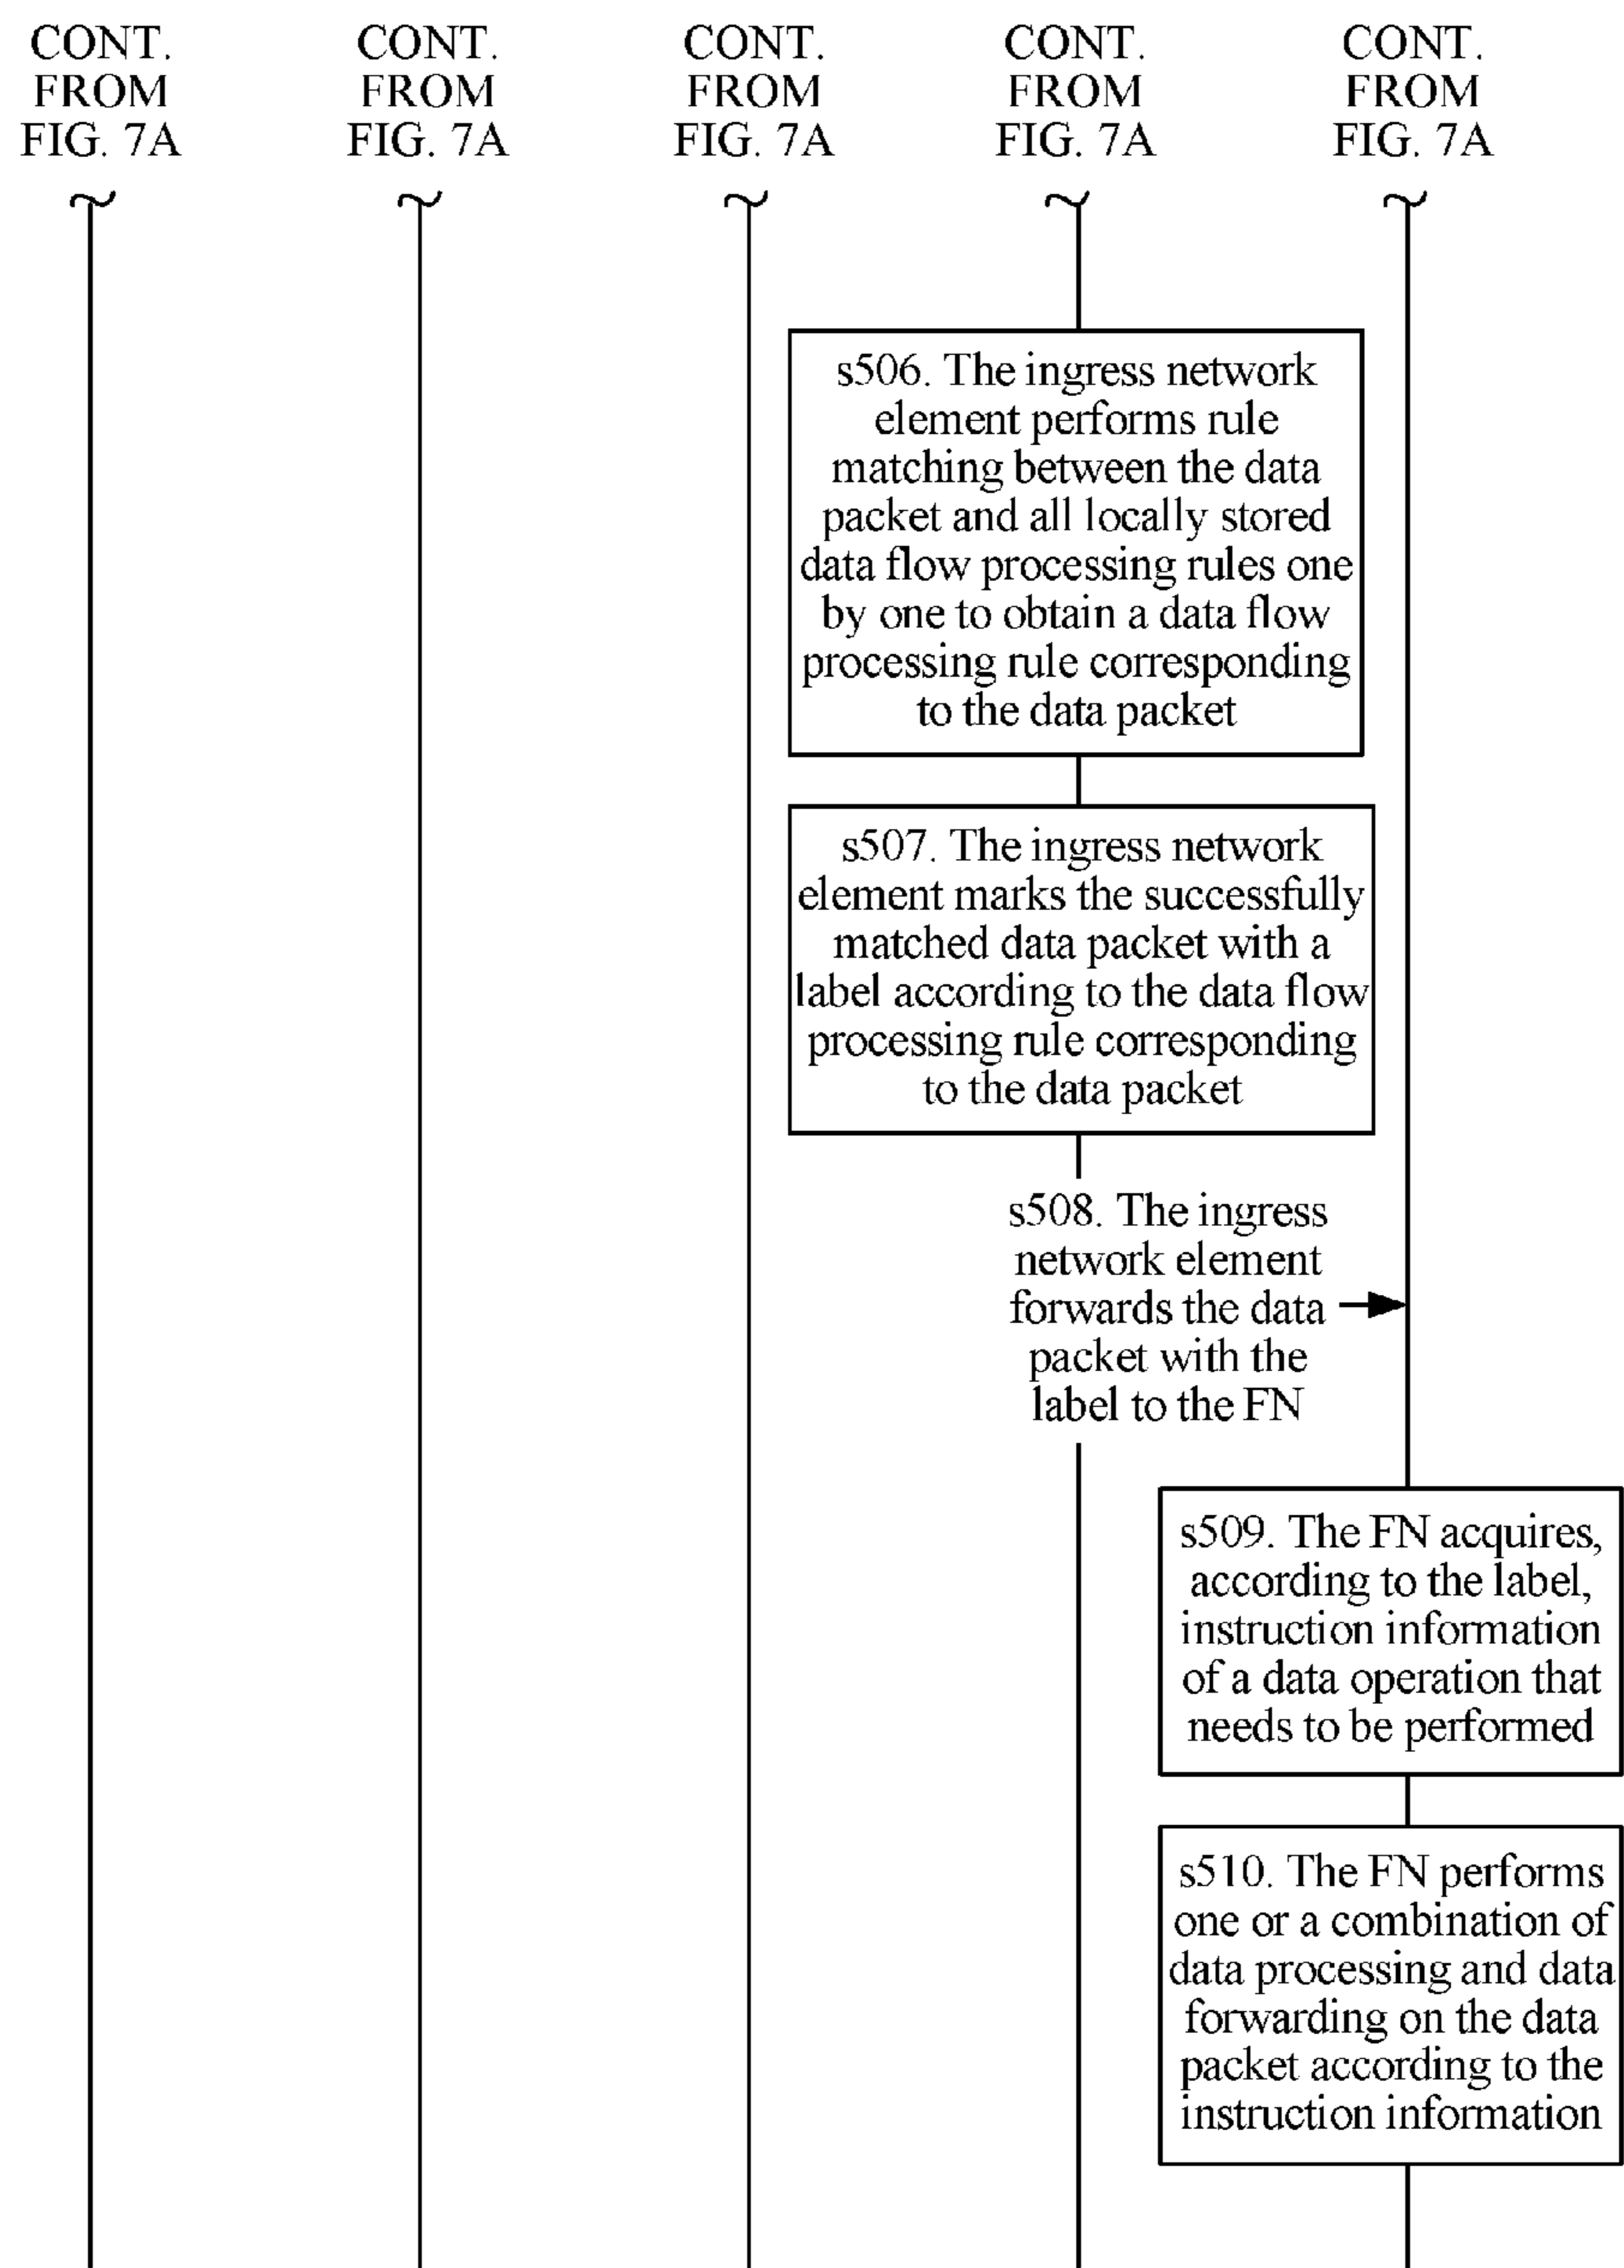 CONT.
FROM
FIG. 7A
CONT.
FROM
FIG. 7A
CONT.
FROM
FIG. 7A
CONT.
FROM
FIG. 7A
CONT.
FROM
FIG. 7A
s506. The ingress network
element performs rule
matching between the data
packet and all locally stored
data flow processing rules one
by one to obtain a data flow
processing rule corresponding
to the data packet
s507. The ingress network
element marks the successfully
matched data packet with a
label according to the data flow
processing rule corresponding
to the data packet
s508. The ingress
network element
forwards the data
packet with the
label to the FN
s509. The FN acquires,
according to the label,
instruction information
of a data operation that
needs to be performed
s510. The FN performs
one or a combination of
data processing and data
forwarding on the data
packet according to the
instruction information